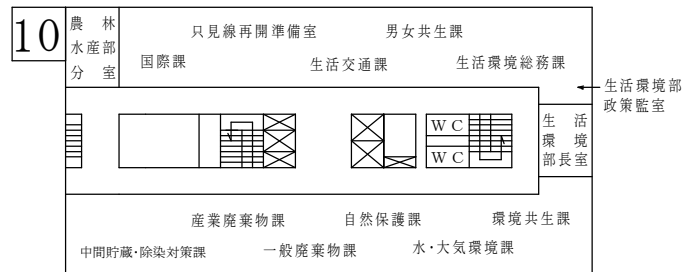 10
農林
水産部
分室
只見線再開準備室
男女共生課
国際課
生活交通課
生活環境総務課
生活環境部
政策監室
WC
WC
生活
環境
部長室
産業廃棄物課
自然保護課
環境共生課
中間貯蔵・除染対策課
一般廃棄物課
水・大気環境課